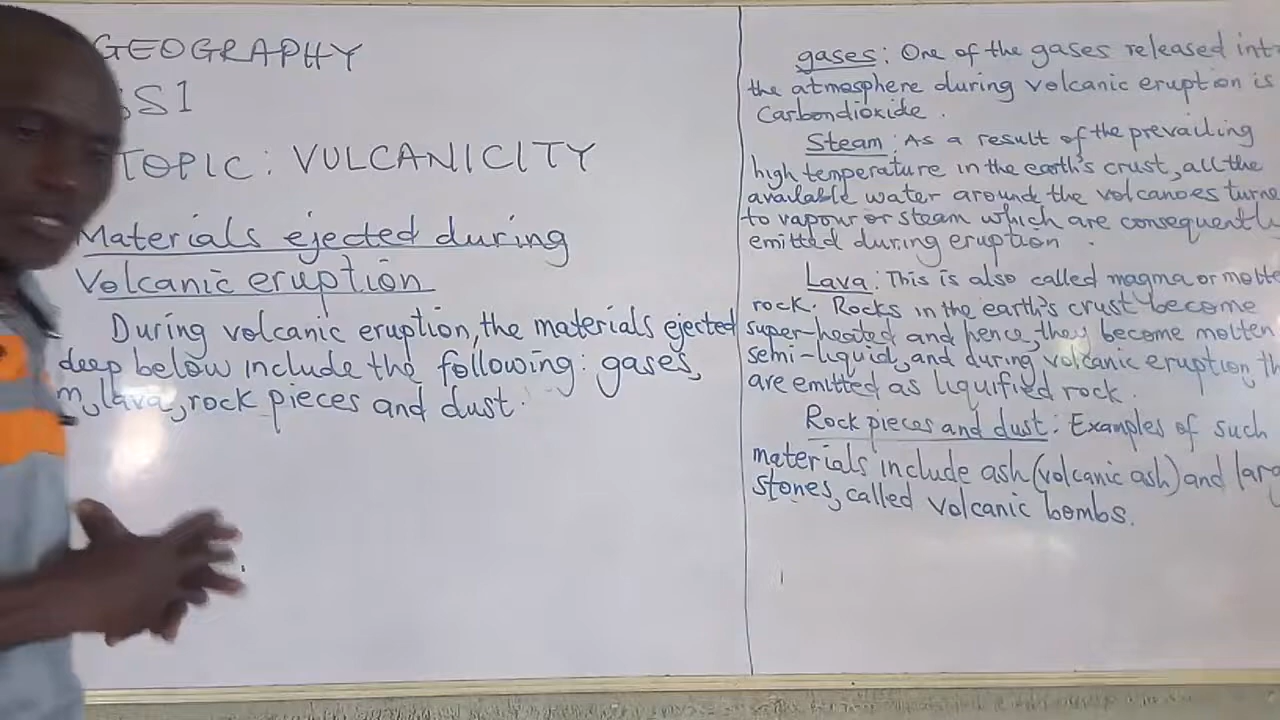 GEOGRAPHY
SS1
TOPIC: VULCANICITY
Materials ejected during
Volcanic eruption
During volcanic eruption, the materials ejected
deep below include the following: gases,
m, lava, rock pieces and dust.
gases: One of the gases released int
the atmosphere during volcanic eruption is
Carbondioxide.
Steam: As a result of the prevailing
high temperature in the earth's crust, all the
available water around the volcanoes turne
to vapour or steam which are consequently
emitted during eruption.
Lava: This is also called magma or molte
rock. Rocks in the earth's crust become
super-heated and hence, they become molten
semi-liquid, and during volcanic eruption, th
are emitted as liquified rock.
Rock pieces and dust: Examples of such
materials include ash (volcanic ash) and larg
stones, called volcanic bombs.